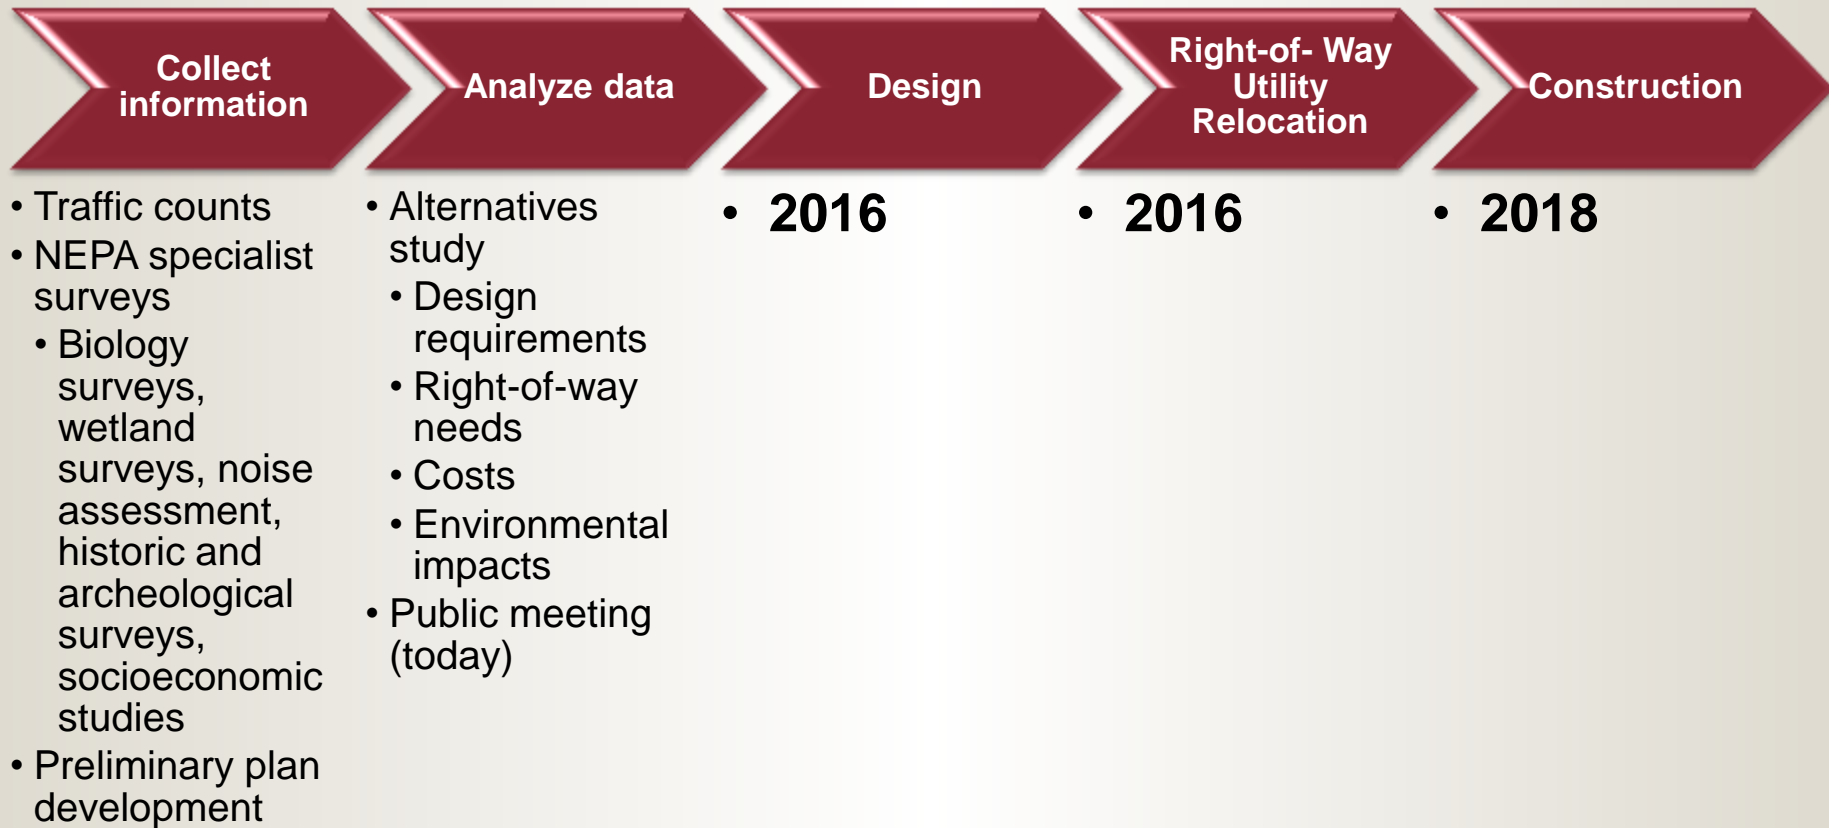 Collect
information
Analyze data
Design
Right-of- Way
Utility
Relocation
Construction
• Traffic counts
• NEPA specialist
surveys
• Biology
surveys,
wetland
surveys, noise
assessment,
historic and
archeological
surveys,
socioeconomic
studies
• Preliminary plan
development
• Alternatives
study
• Design
requirements
• Right-of-way
needs
• Costs
• Environmental
impacts
• Public meeting
(today)
• 2016
• 2016
• 2018